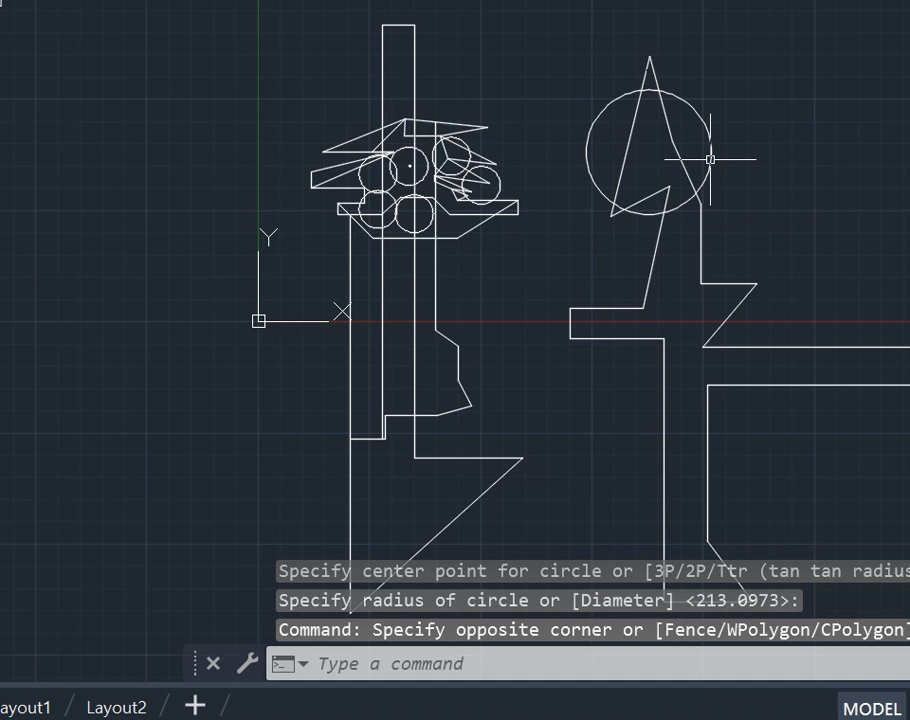 Y
X
Specify center point for circle or [3P/2P/Ttr (tan tan radius
Specify radius of circle or [Diameter] <213.0973>:
Command: Specify opposite corner or [Fence/WPolygon/CPolygon]
Type a command
ayout1 / Layout2 + /
MODEL